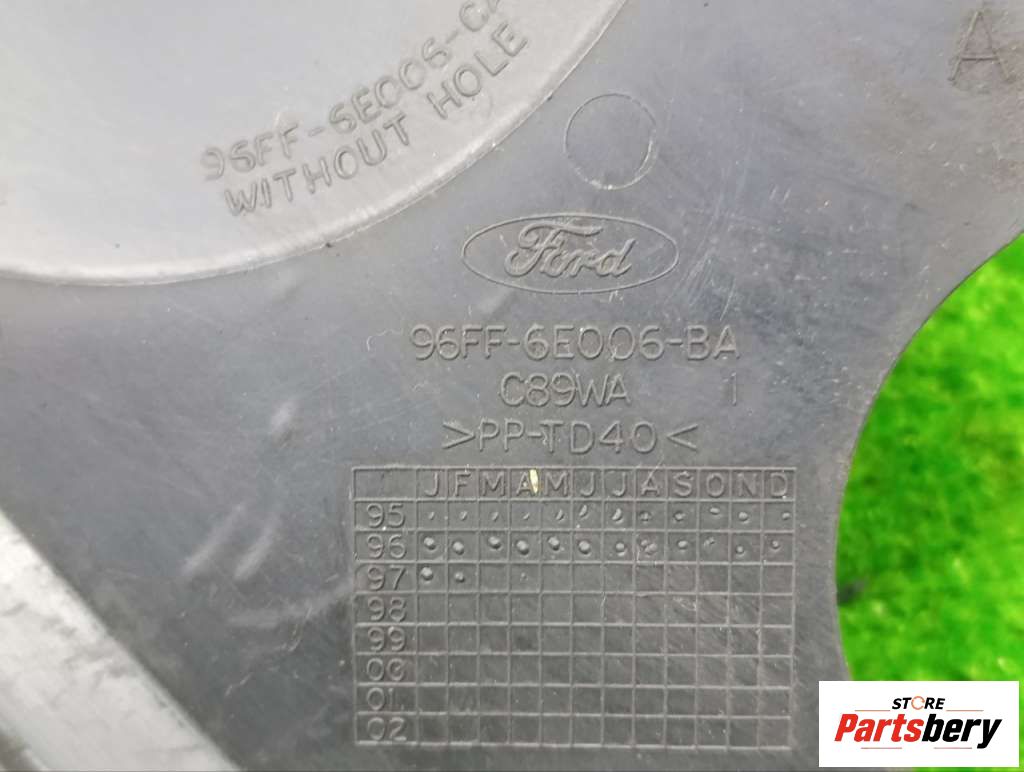 96FF-6E006-CA
WITHOUT HOLE
A
Ford
96FF-6E006-BA
C89WA 1
>PP-TD40<
J F M A M J J A S O N D
95
96
97
98
99
00
01
02
STORE
Partsbery